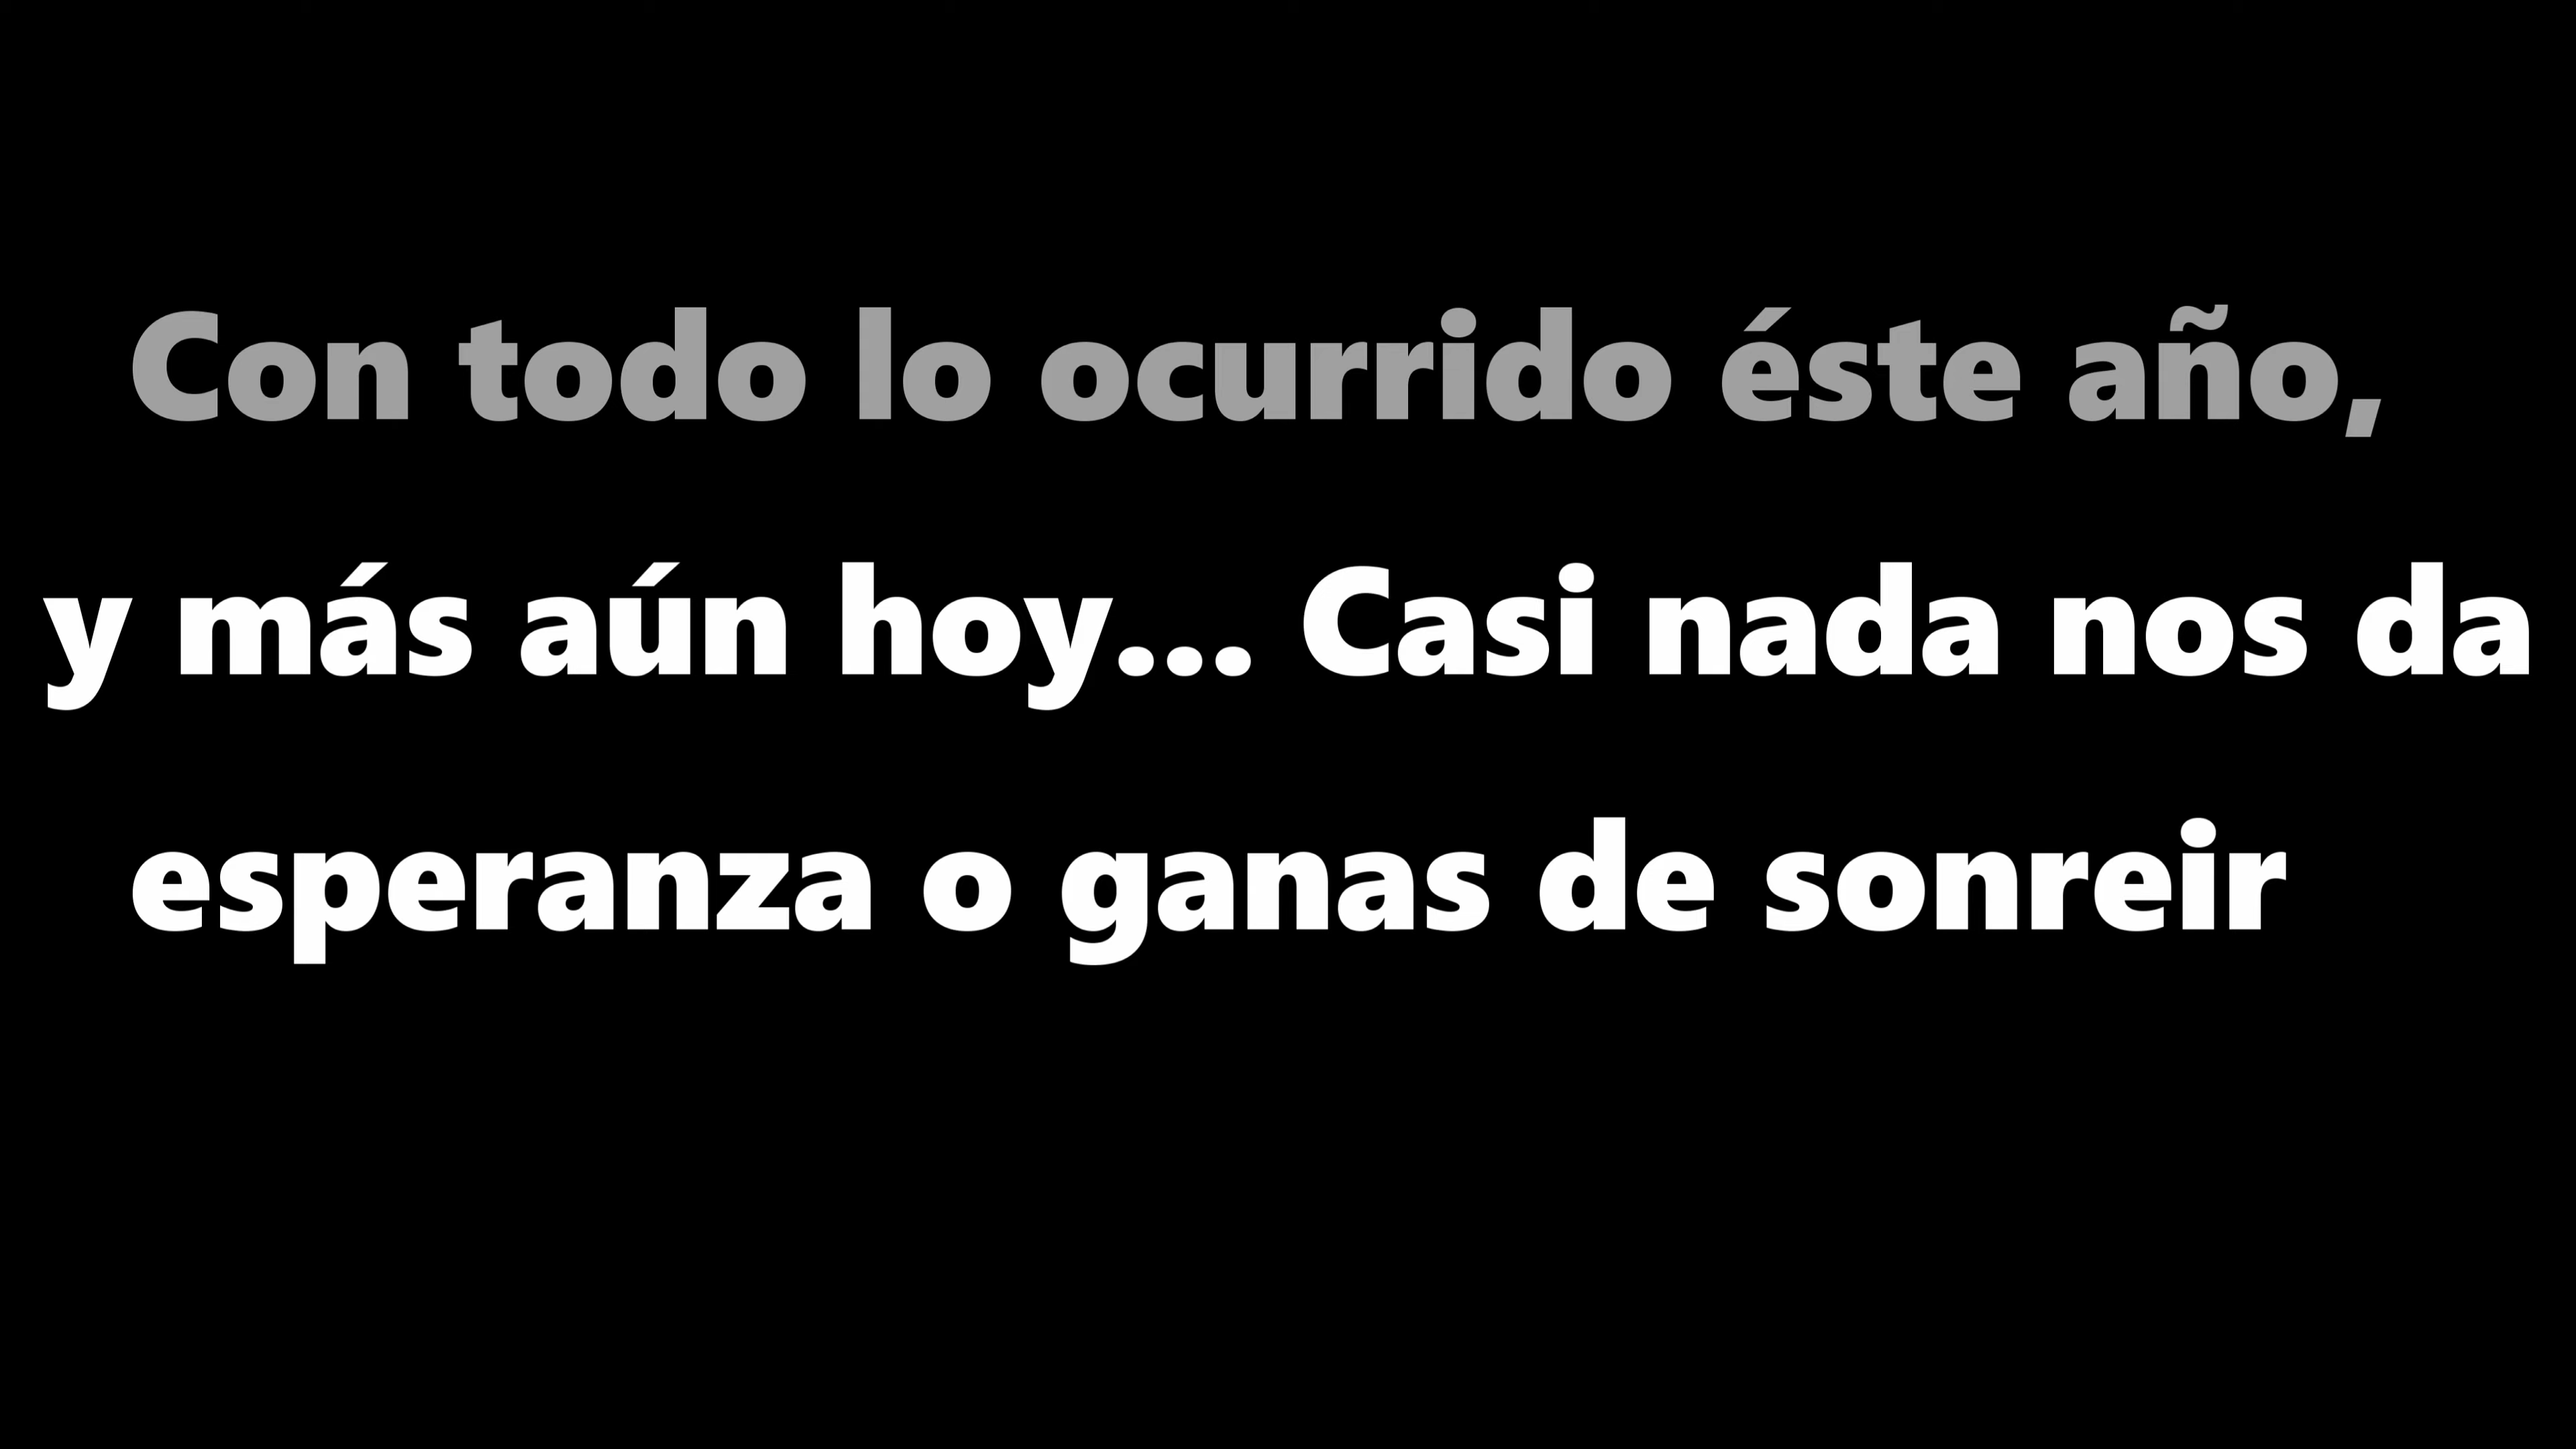 Con todo lo ocurrido éste año,
y más aún hoy... Casi nada nos da
esperanza o ganas de sonreir